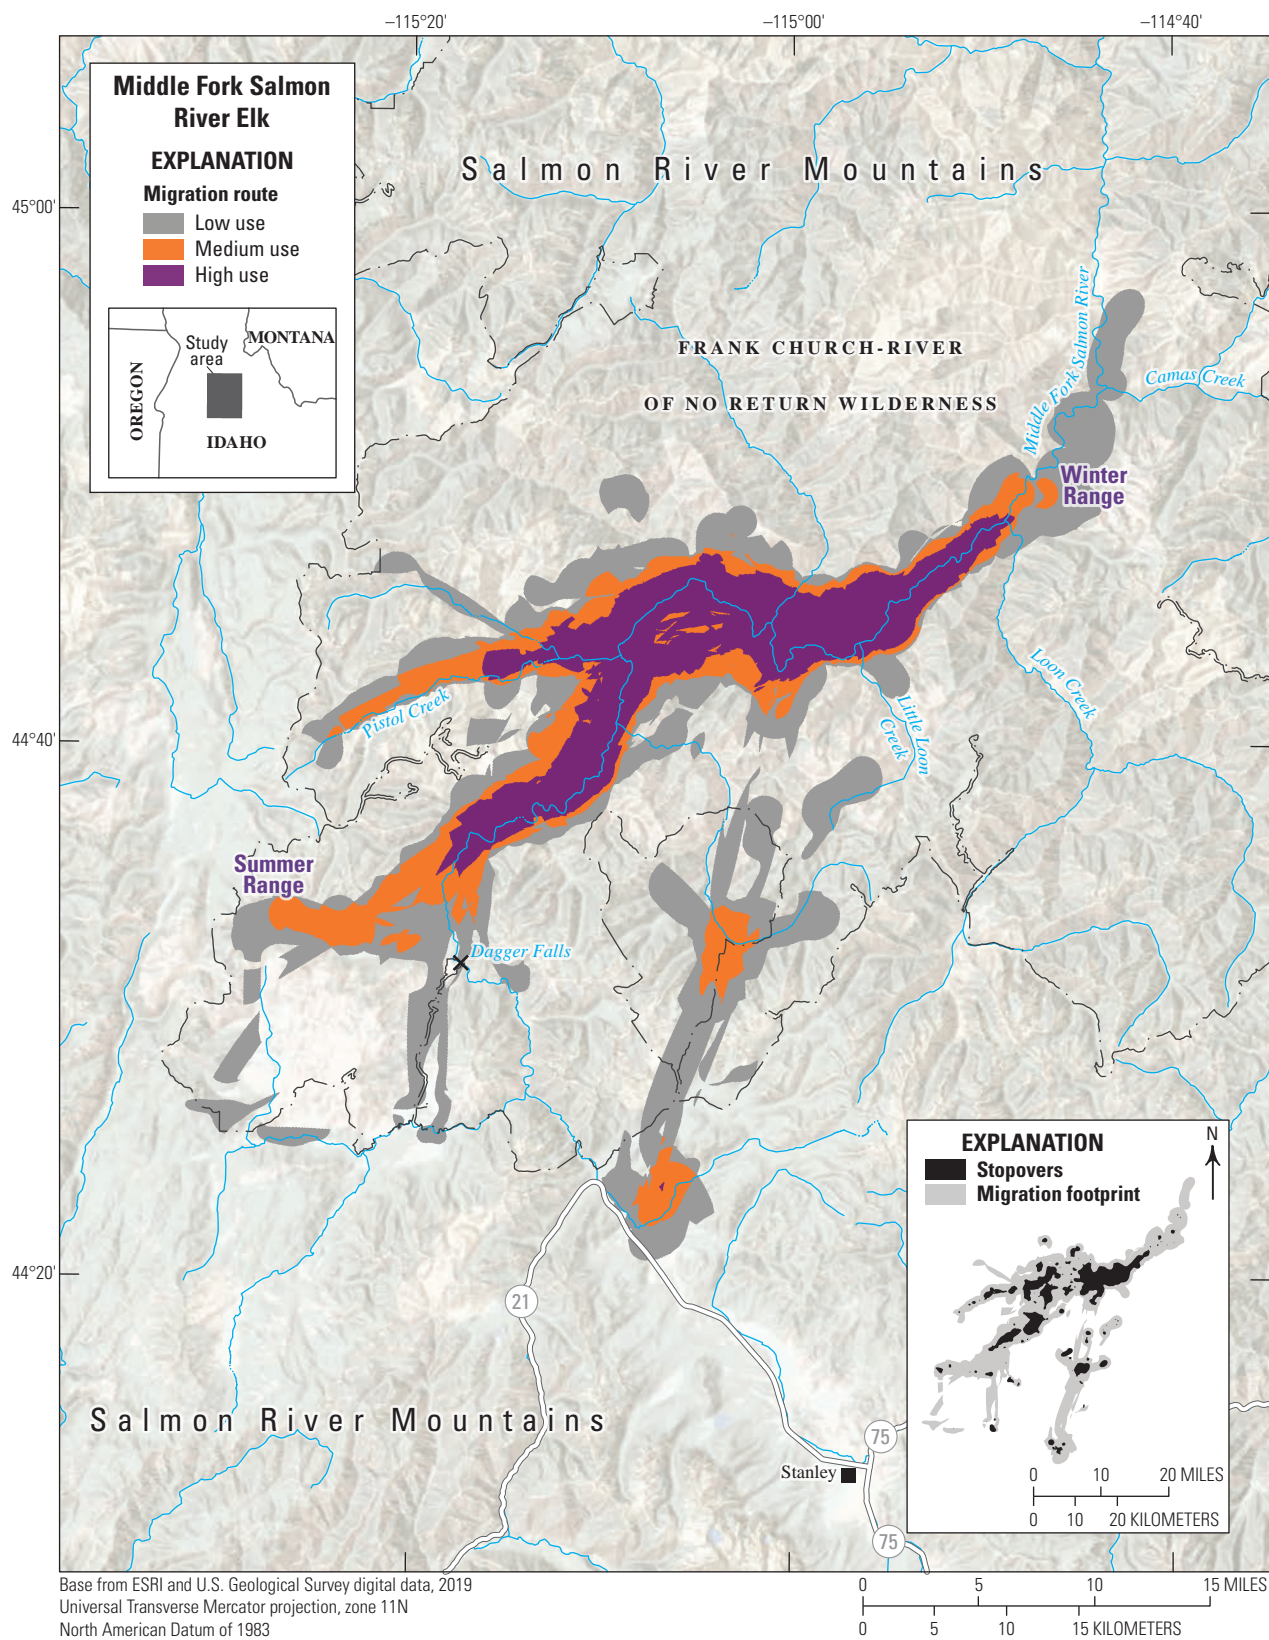 –115°20'
–115°00'
–114°40'
Middle Fork Salmon
River Elk
EXPLANATION
Migration route
Low use
Medium use
High use
MONTANA
Study
area
OREGON
IDAHO
Salmon River Mountains
45°00'
FRANK CHURCH-RIVER
OF NO RETURN WILDERNESS
Middle Fork Salmon River
Camas Creek
Winter
Range
Loon Creek
Little Loon
Creek
Pistol Creek
44°40'
Summer
Range
Dagger Falls
44°20'
21
Salmon River Mountains
75
Stanley
75
EXPLANATION
N
Stopovers
Migration footprint
0 10 20 MILES
0 10 20 KILOMETERS
Base from ESRI and U.S. Geological Survey digital data, 2019
Universal Transverse Mercator projection, zone 11N
North American Datum of 1983
0 5 10 15 MILES
0 5 10 15 KILOMETERS